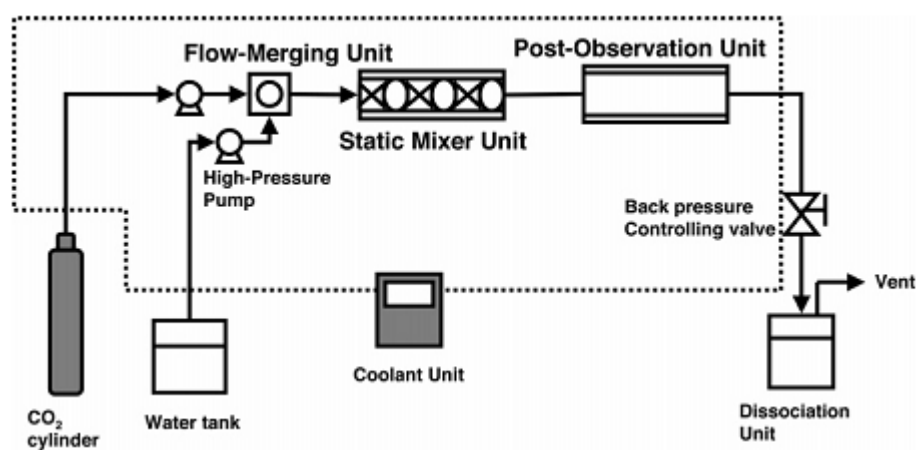 Flow-Merging Unit
Post-Observation Unit
Static Mixer Unit
High-Pressure
Pump
Back pressure
Controlling valve
Vent
Coolant Unit
CO₂
cylinder
Water tank
Dissociation
Unit